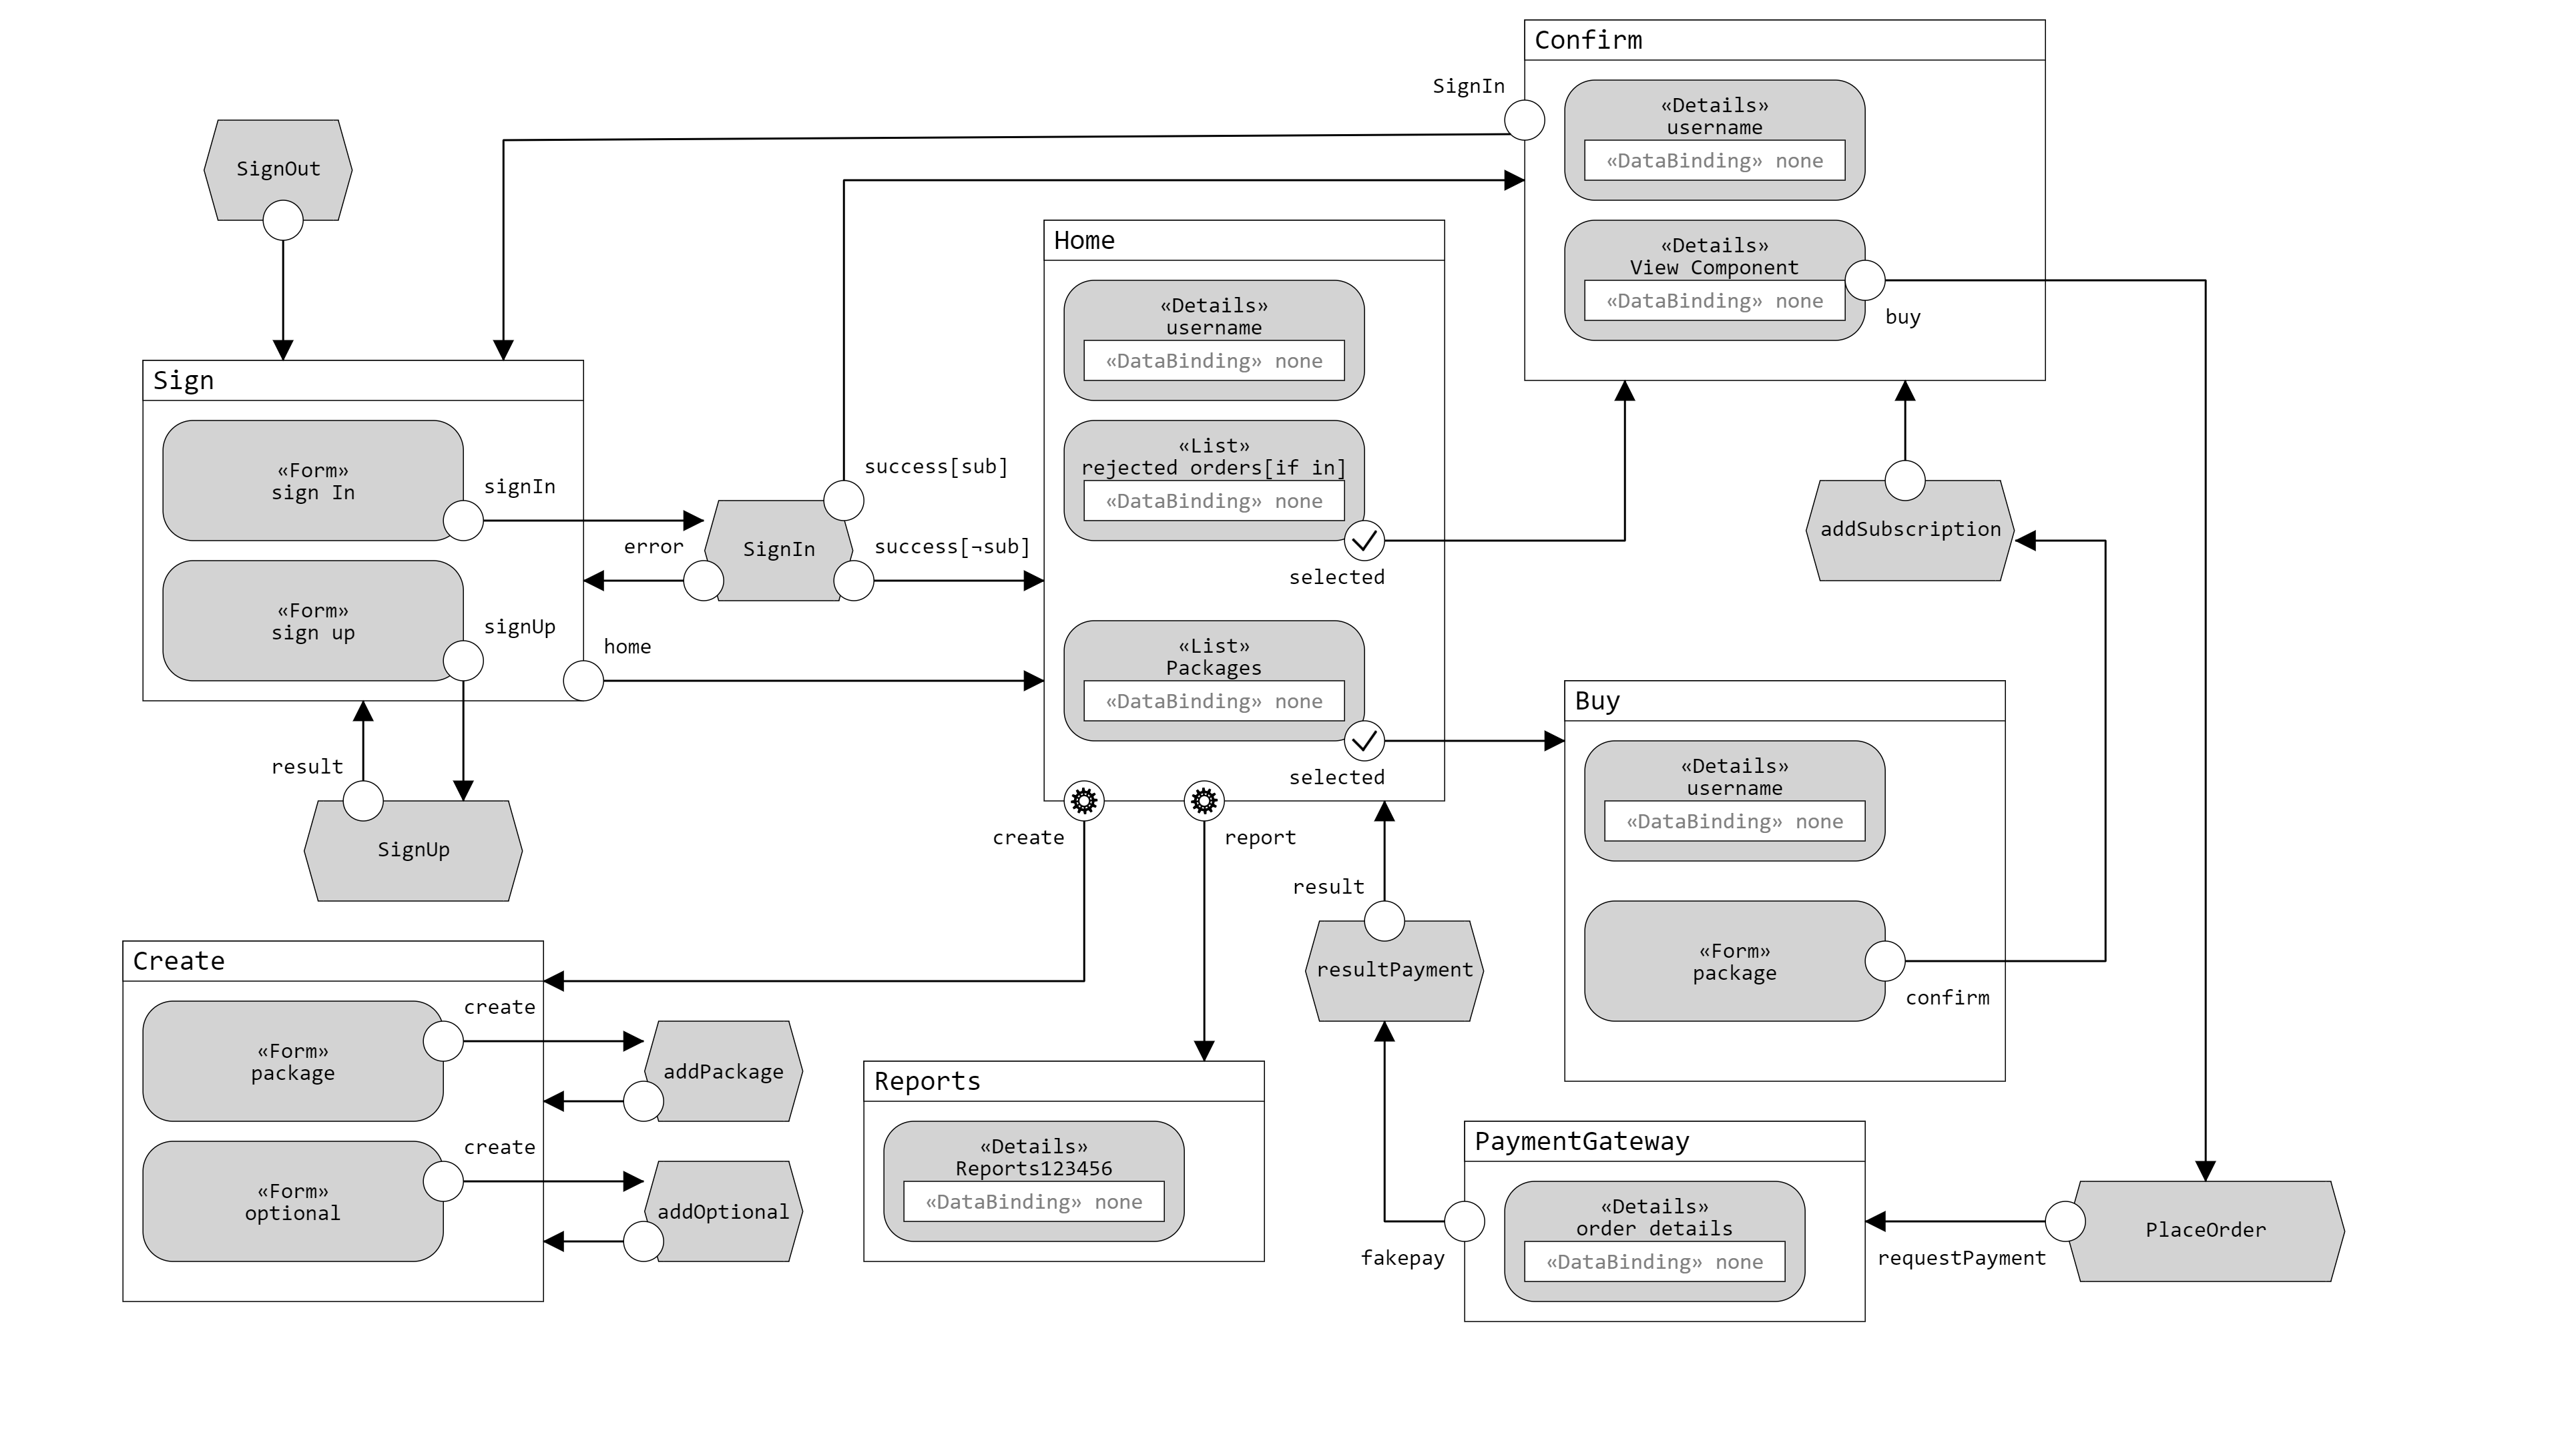 Confirm
SignIn
«Details»
username
«DataBinding» none
«Details»
View Component
«DataBinding» none
buy
SignOut
Home
«Details»
username
«DataBinding» none
«List»
rejected orders[if in]
«DataBinding» none
selected
«List»
Packages
«DataBinding» none
selected
create
report
Sign
«Form»
sign In
signIn
«Form»
sign up
signUp
home
error
SignIn
success[sub]
success[¬sub]
addSubscription
result
SignUp
Buy
«Details»
username
«DataBinding» none
«Form»
package
confirm
result
resultPayment
Create
«Form»
package
create
addPackage
«Form»
optional
create
addOptional
Reports
«Details»
Reports123456
«DataBinding» none
PaymentGateway
«Details»
order details
«DataBinding» none
fakepay
requestPayment
PlaceOrder